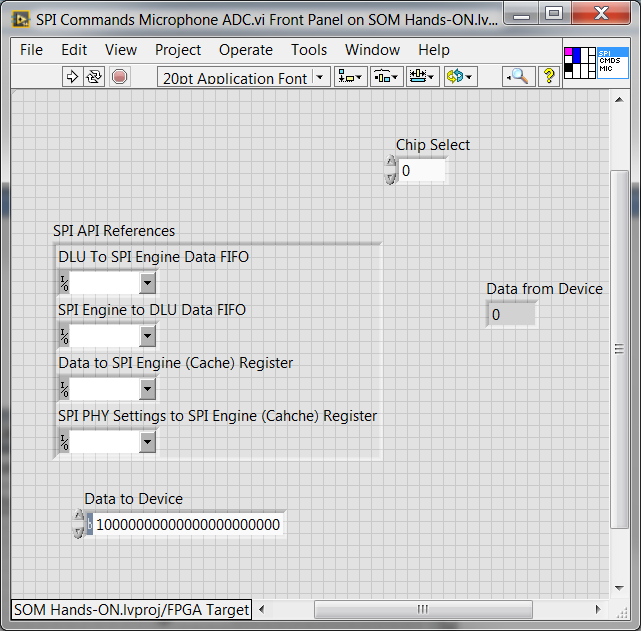 SPI Commands Microphone ADC.vi Front Panel on SOM Hands-ON.lv...
File Edit View Project Operate Tools Window Help
20pt Application Font
SPI
CMDS
MIC
Chip Select
0
SPI API References
DLU To SPI Engine Data FIFO
SPI Engine to DLU Data FIFO
Data from Device
0
Data to SPI Engine (Cache) Register
SPI PHY Settings to SPI Engine (Cahche) Register
Data to Device
b 100000000000000000000000
SOM Hands-ON.lvproj/FPGA Target